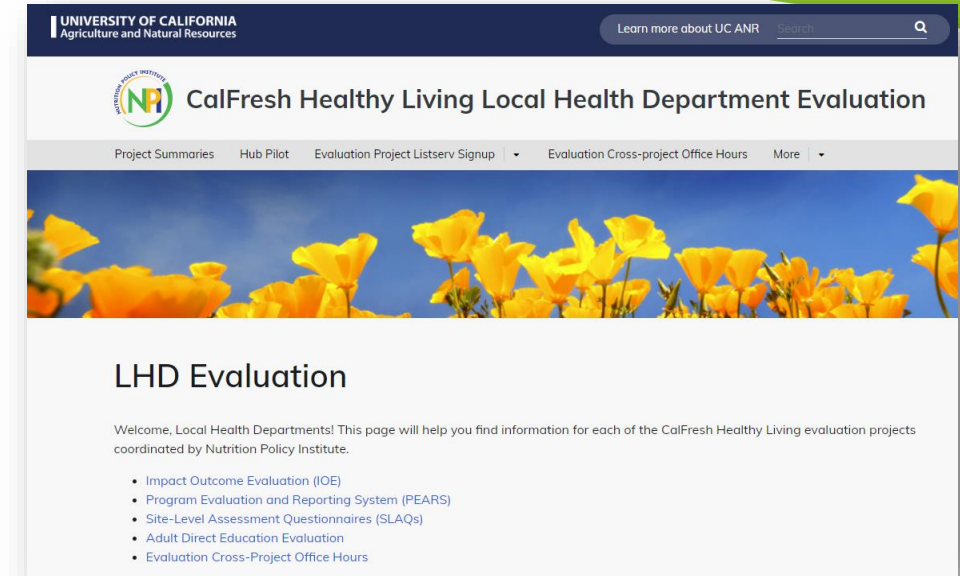 UNIVERSITY OF CALIFORNIA
Agriculture and Natural Resources
Learn more about UC ANR
Search
NUTRITION POLICY INSTITUTE
NPI
CalFresh Healthy Living Local Health Department Evaluation
Project Summaries Hub Pilot Evaluation Project Listserv Signup Evaluation Cross-project Office Hours More
LHD Evaluation
Welcome, Local Health Departments! This page will help you find information for each of the CalFresh Healthy Living evaluation projects
coordinated by Nutrition Policy Institute.
• Impact Outcome Evaluation (IOE)
• Program Evaluation and Reporting System (PEARS)
• Site-Level Assessment Questionnaires (SLAQs)
• Adult Direct Education Evaluation
• Evaluation Cross-Project Office Hours